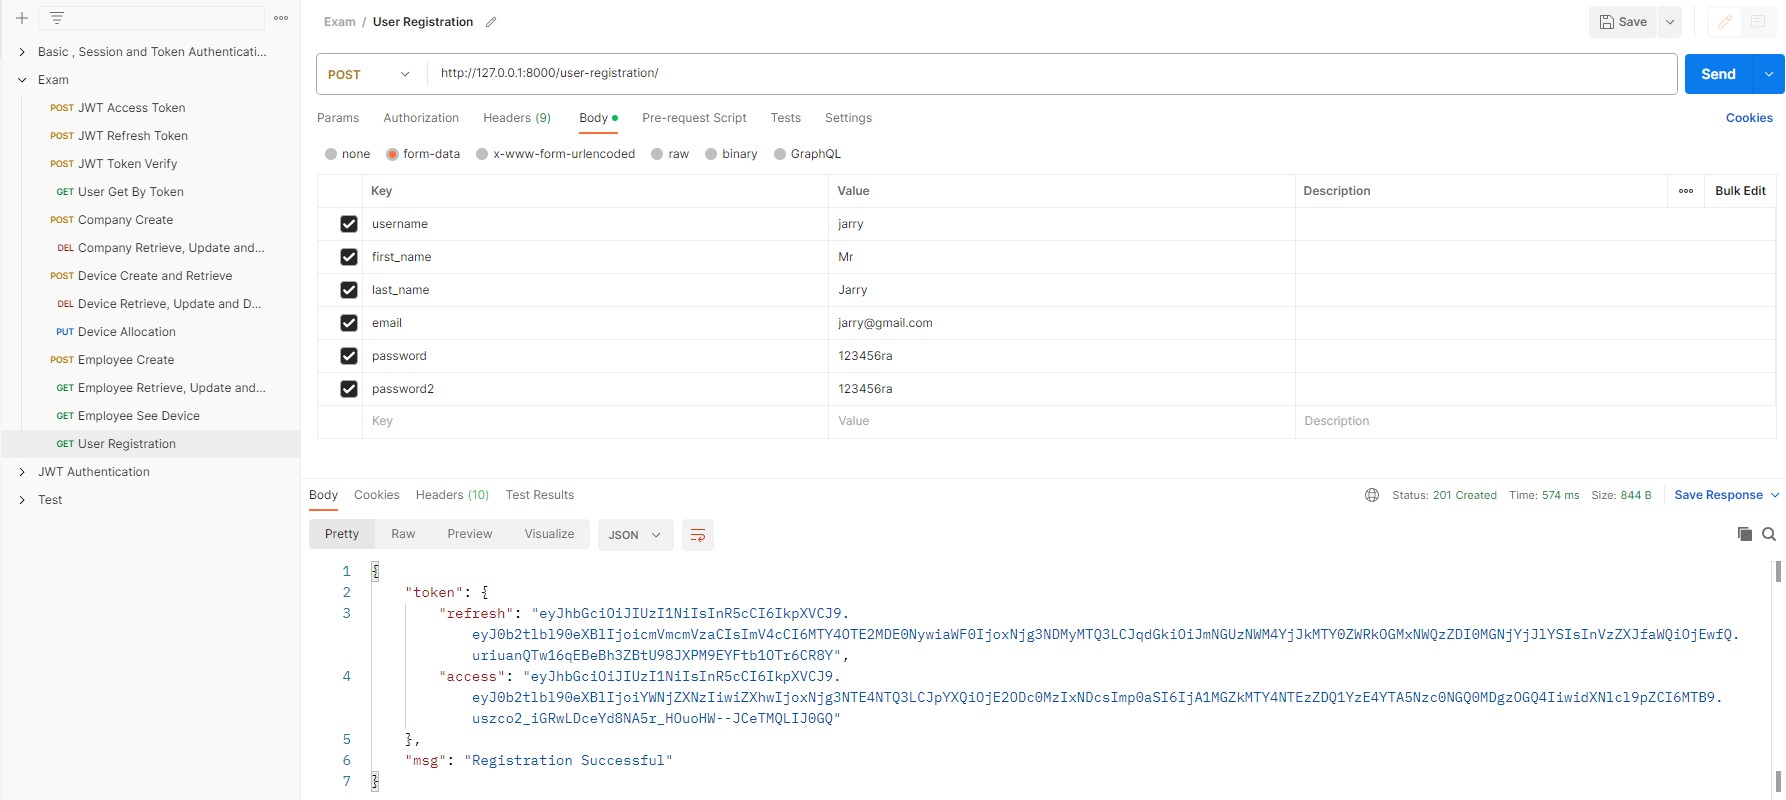 Basic , Session and Token Authenticati...
Exam
POST JWT Access Token
POST JWT Refresh Token
POST JWT Token Verify
GET User Get By Token
POST Company Create
DEL Company Retrieve, Update and...
POST Device Create and Retrieve
DEL Device Retrieve, Update and D...
PUT Device Allocation
POST Employee Create
GET Employee Retrieve, Update and...
GET Employee See Device
GET User Registration
JWT Authentication
Test
Exam / User Registration
Save
POST http://127.0.0.1:8000/user-registration/
Send
Params Authorization Headers (9) Body Pre-request Script Tests Settings Cookies
none form-data x-www-form-urlencoded raw binary GraphQL
Key Value Description Bulk Edit
username jarry
first_name Mr
last_name Jarry
email jarry@gmail.com
password 123456ra
password2 123456ra
Key Value Description
Body Cookies Headers (10) Test Results Status: 201 Created Time: 574 ms Size: 844 B Save Response
Pretty Raw Preview Visualize JSON
1 {
2 "token": {
3 "refresh": "eyJhbGciOiJIUzI1NiIsInR5cCI6IkpXVCJ9.
eyJ0b2tlbl90eXBlIjoicmVmcmVzaCIsImV4cCI6MTY4OTE2MDE0NywiaWF0IjoxNjg3NDMyMTQ3LCJqdGkiOiJmNGUzNWM4YjJkMTY0ZWRkOGMxNWQzZDI0MGNjYjJlYSIsInVzZXJfaWQiOjEwfQ.
uriuanQTw16qEBeBh3ZBtU98JXPM9EYFtb1OTr6CR8Y",
4 "access": "eyJhbGciOiJIUzI1NiIsInR5cCI6IkpXVCJ9.
eyJ0b2tlbl90eXBlIjoiYWNjZXNzIiwiZXhwIjoxNjg3NTE4NTQ3LCJpYXQiOjE2ODc0MzIxNDcsImp0aSI6IjA1MGZkMTY4NTEzZDQ1YzE4YTA5Nzc0NGQ0MDgzOGQ4IiwidXNlcl9pZCI6MTB9.
uszco2_iGRwLDceYd8NA5r_HOuoHW--JCeTMQLIJ0GQ"
5 },
6 "msg": "Registration Successful"
7 }